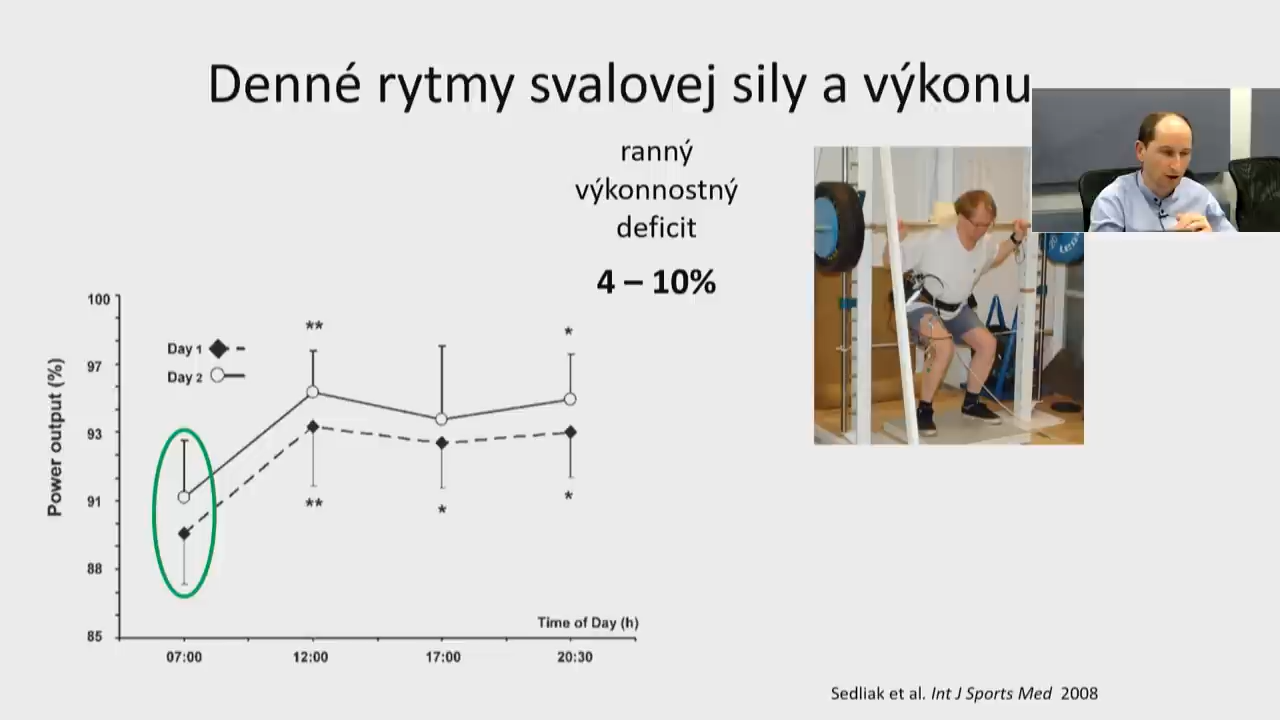 Denné rytmy svalovej sily a výkonu
ranný
výkonnostný
deficit
4 – 10%
Power output (%)
100
97
93
91
88
85
Day 1
Day 2
**
*
**
*
*
Time of Day (h)
07:00
12:00
17:00
20:30
Sedliak et al. Int J Sports Med 2008